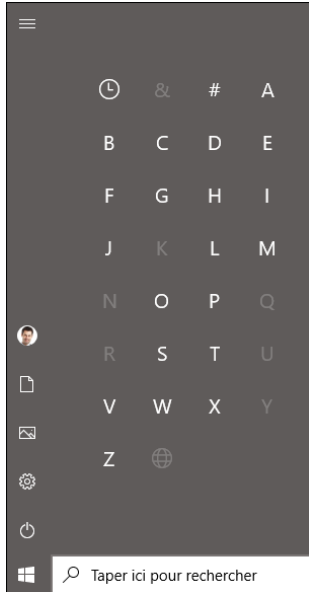 & # A
B C D E
F G H I
J K L M
N O P Q
R S T U
V W X Y
Z
Taper ici pour rechercher